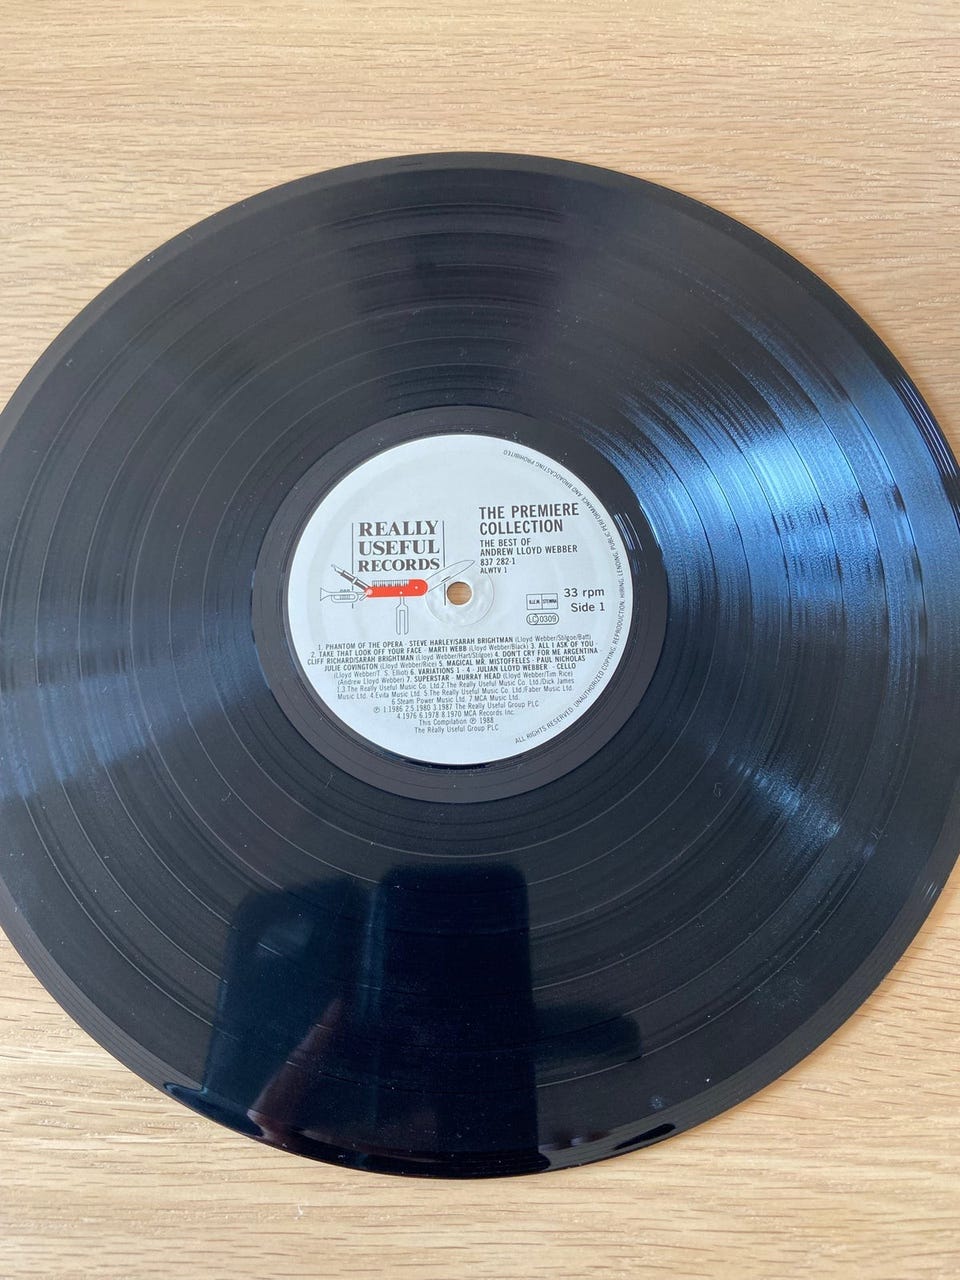 REALLY
USEFUL
RECORDS
THE PREMIERE
COLLECTION
THE BEST OF
ANDREW LLOYD WEBBER
837 282-1
ALWTV 1
B.I.E.M. STEMRA
LC 0309
33 rpm
Side 1
1. PHANTOM OF THE OPERA - STEVE HARLEY/SARAH BRIGHTMAN (Lloyd Webber/Stilgoe/Batt)
2. TAKE THAT LOOK OFF YOUR FACE - MARTI WEBB (Lloyd Webber/Black) 3. ALL I ASK OF YOU -
CLIFF RICHARD/SARAH BRIGHTMAN (Lloyd Webber/Hart/Stilgoe) 4. DON'T CRY FOR ME ARGENTINA -
JULIE COVINGTON (Lloyd Webber/Rice) 5. MAGICAL MR. MISTOFFELES - PAUL NICHOLAS
(Lloyd Webber/T. S. Elliot) 6. VARIATIONS 1 - 4 - JULIAN LLOYD WEBBER - CELLO
(Andrew Lloyd Webber) 7. SUPERSTAR - MURRAY HEAD (Lloyd Webber/Tim Rice)
1.3.The Really Useful Music Co. Ltd.2.The Really Useful Music Co. Ltd./Dick James
Music Ltd. 4.Evita Music Ltd. 5.The Really Useful Music Co. Ltd./Faber Music Ltd.
6 Steam Power Music Ltd. 7.MCA Music Ltd.
℗ 1.1986 2.5.1980 3.1987 The Really Useful Group PLC
4.1976 6.1978 8.1970 MCA Records Inc.
This Compilation ℗ 1988
The Really Useful Group PLC
ALL RIGHTS RESERVED. UNAUTHORIZED COPYING, REPRODUCTION, HIRING, LENDING, PUBLIC PERFORMANCE AND BROADCASTING PROHIBITED